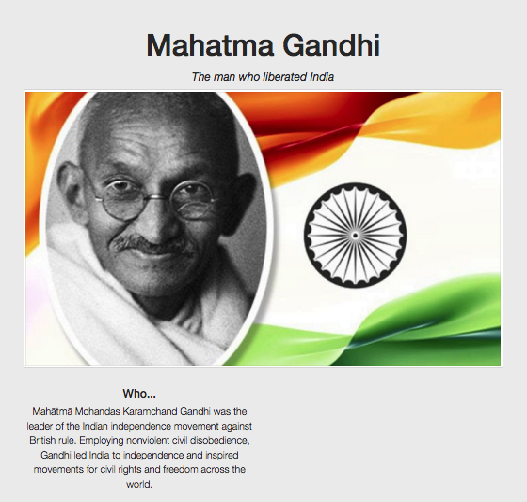 Mahatma Gandhi
The man who liberated India
Who...
Mahātmā Mohandas Karamchand Gandhi was the
leader of the Indian independence movement against
British rule. Employing nonviolent civil disobedience,
Gandhi led India to independence and inspired
movements for civil rights and freedom across the
world.